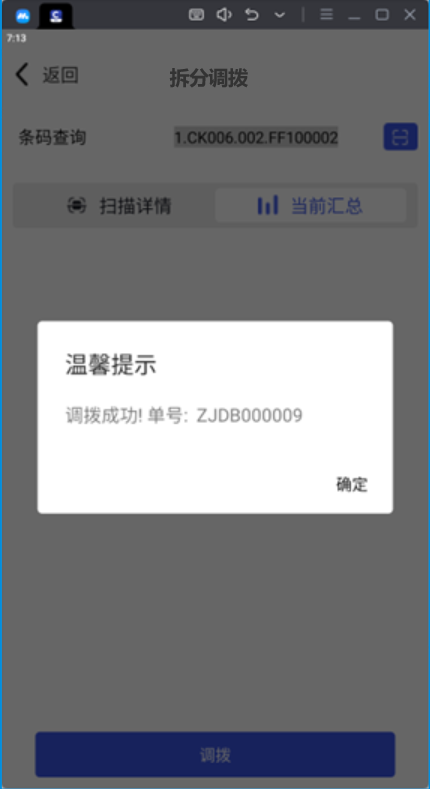 7:13
返回
拆分调拨
条码查询
1.CK006.002.FF100002
扫描详情
当前汇总
温馨提示
调拨成功! 单号: ZJDB000009
确定
调拨